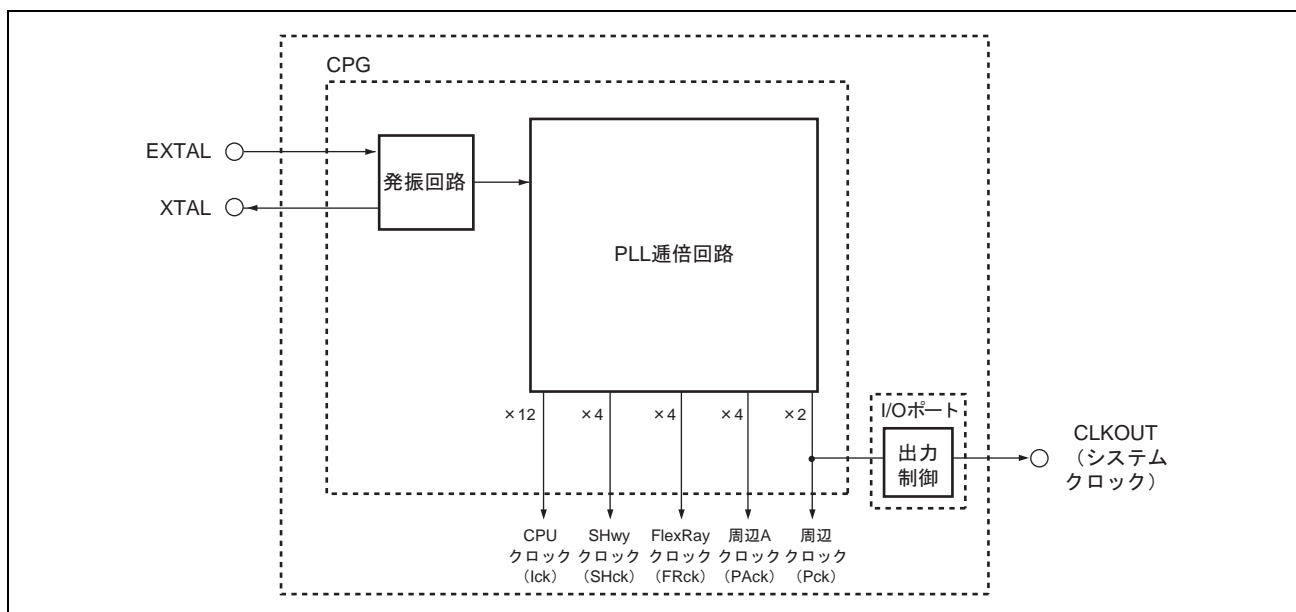 CPG
EXTAL
XTAL
発振回路
PLL逓倍回路
×12
×4
×4
×4
×2
I/Oポート
出力
制御
CLKOUT
（システム
クロック）
CPU
クロック
（Ick）
SHwy
クロック
（SHck）
FlexRay
クロック
（FRck）
周辺A
クロック
（PAck）
周辺
クロック
（Pck）